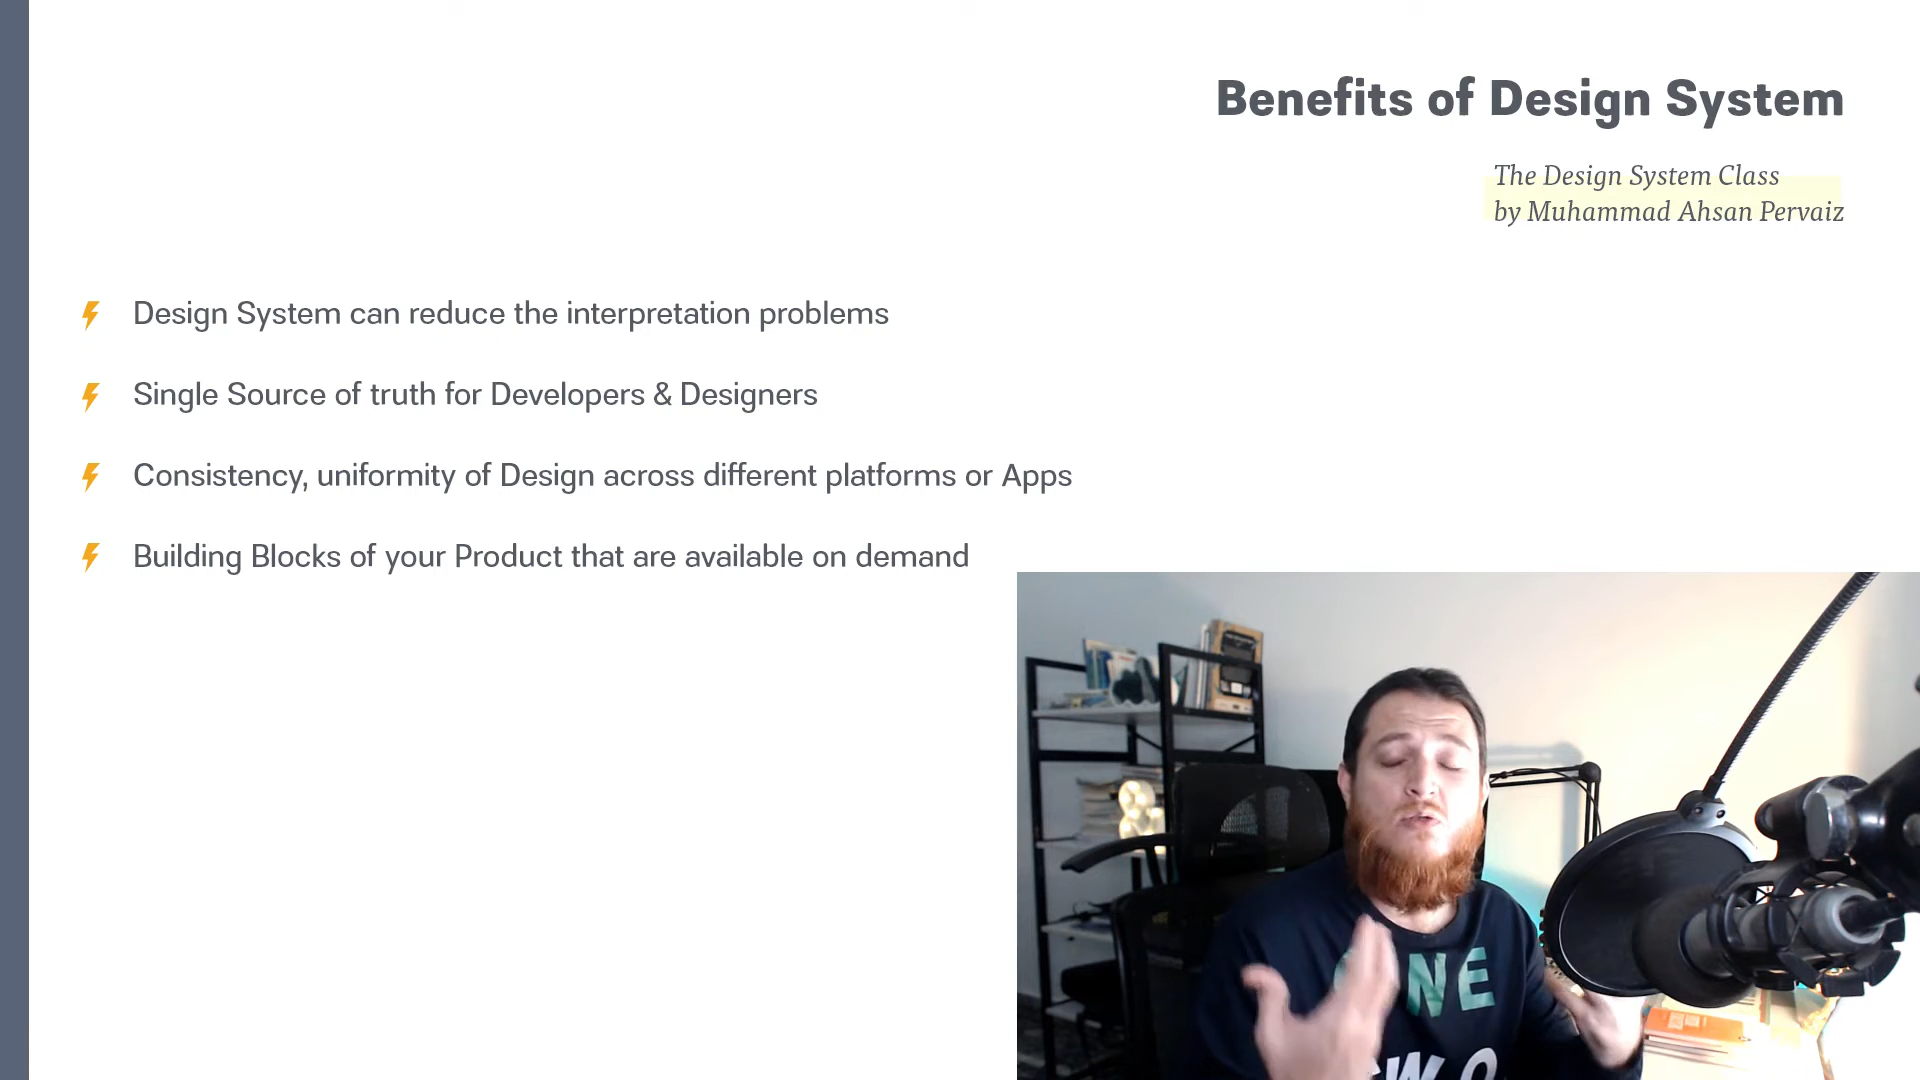 Benefits of Design System
The Design System Class
by Muhammad Ahsan Pervaiz
Design System can reduce the interpretation problems
Single Source of truth for Developers & Designers
Consistency, uniformity of Design across different platforms or Apps
Building Blocks of your Product that are available on demand